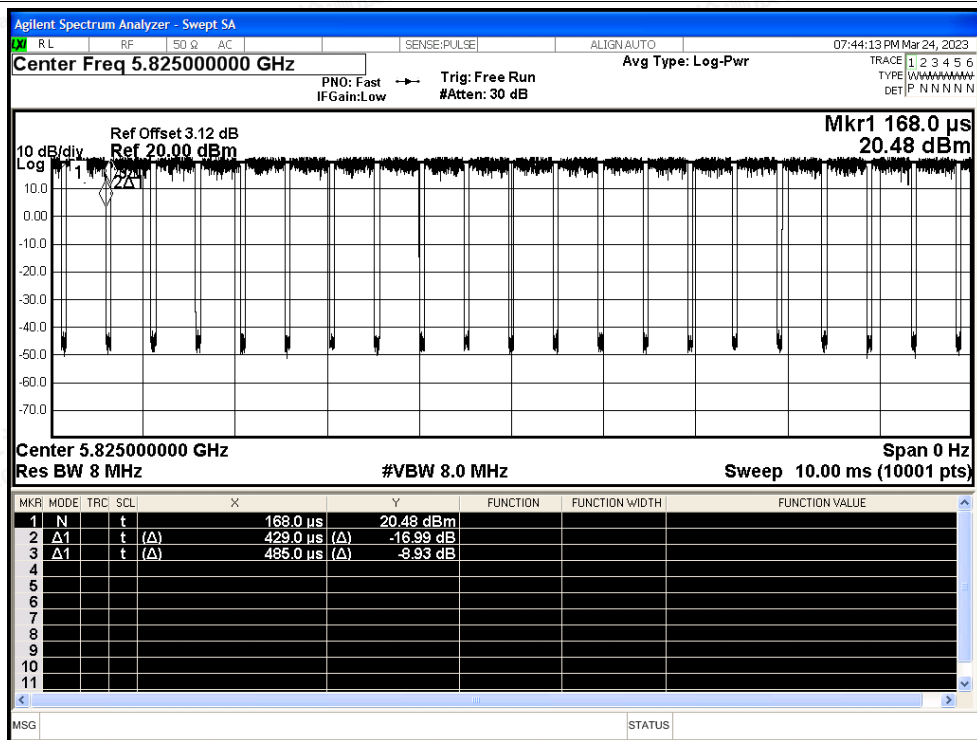 Agilent Spectrum Analyzer - Swept SA
LXI RL RF 50 Ω AC SENSE:PULSE ALIGN AUTO 07:44:13 PM Mar 24, 2023
Center Freq 5.825000000 GHz
PNO: Fast
IFGain:Low
Trig: Free Run
#Atten: 30 dB
Avg Type: Log-Pwr
TRACE 1 2 3 4 5 6
TYPE
DET P N N N N N
Mkr1 168.0 µs
20.48 dBm
Ref Offset 3.12 dB
10 dB/div Ref 20.00 dBm
Log
1
2Δ1
10.0
0.00
-10.0
-20.0
-30.0
-40.0
-50.0
-60.0
-70.0
Center 5.825000000 GHz Span 0 Hz
Res BW 8 MHz #VBW 8.0 MHz Sweep 10.00 ms (10001 pts)
MKR MODE TRC SCL X Y FUNCTION FUNCTION WIDTH FUNCTION VALUE
1 N t 168.0 µs 20.48 dBm
2 Δ1 t (Δ) 429.0 µs (Δ) -16.99 dB
3 Δ1 t (Δ) 485.0 µs (Δ) -8.93 dB
4
5
6
7
8
9
10
11
MSG STATUS